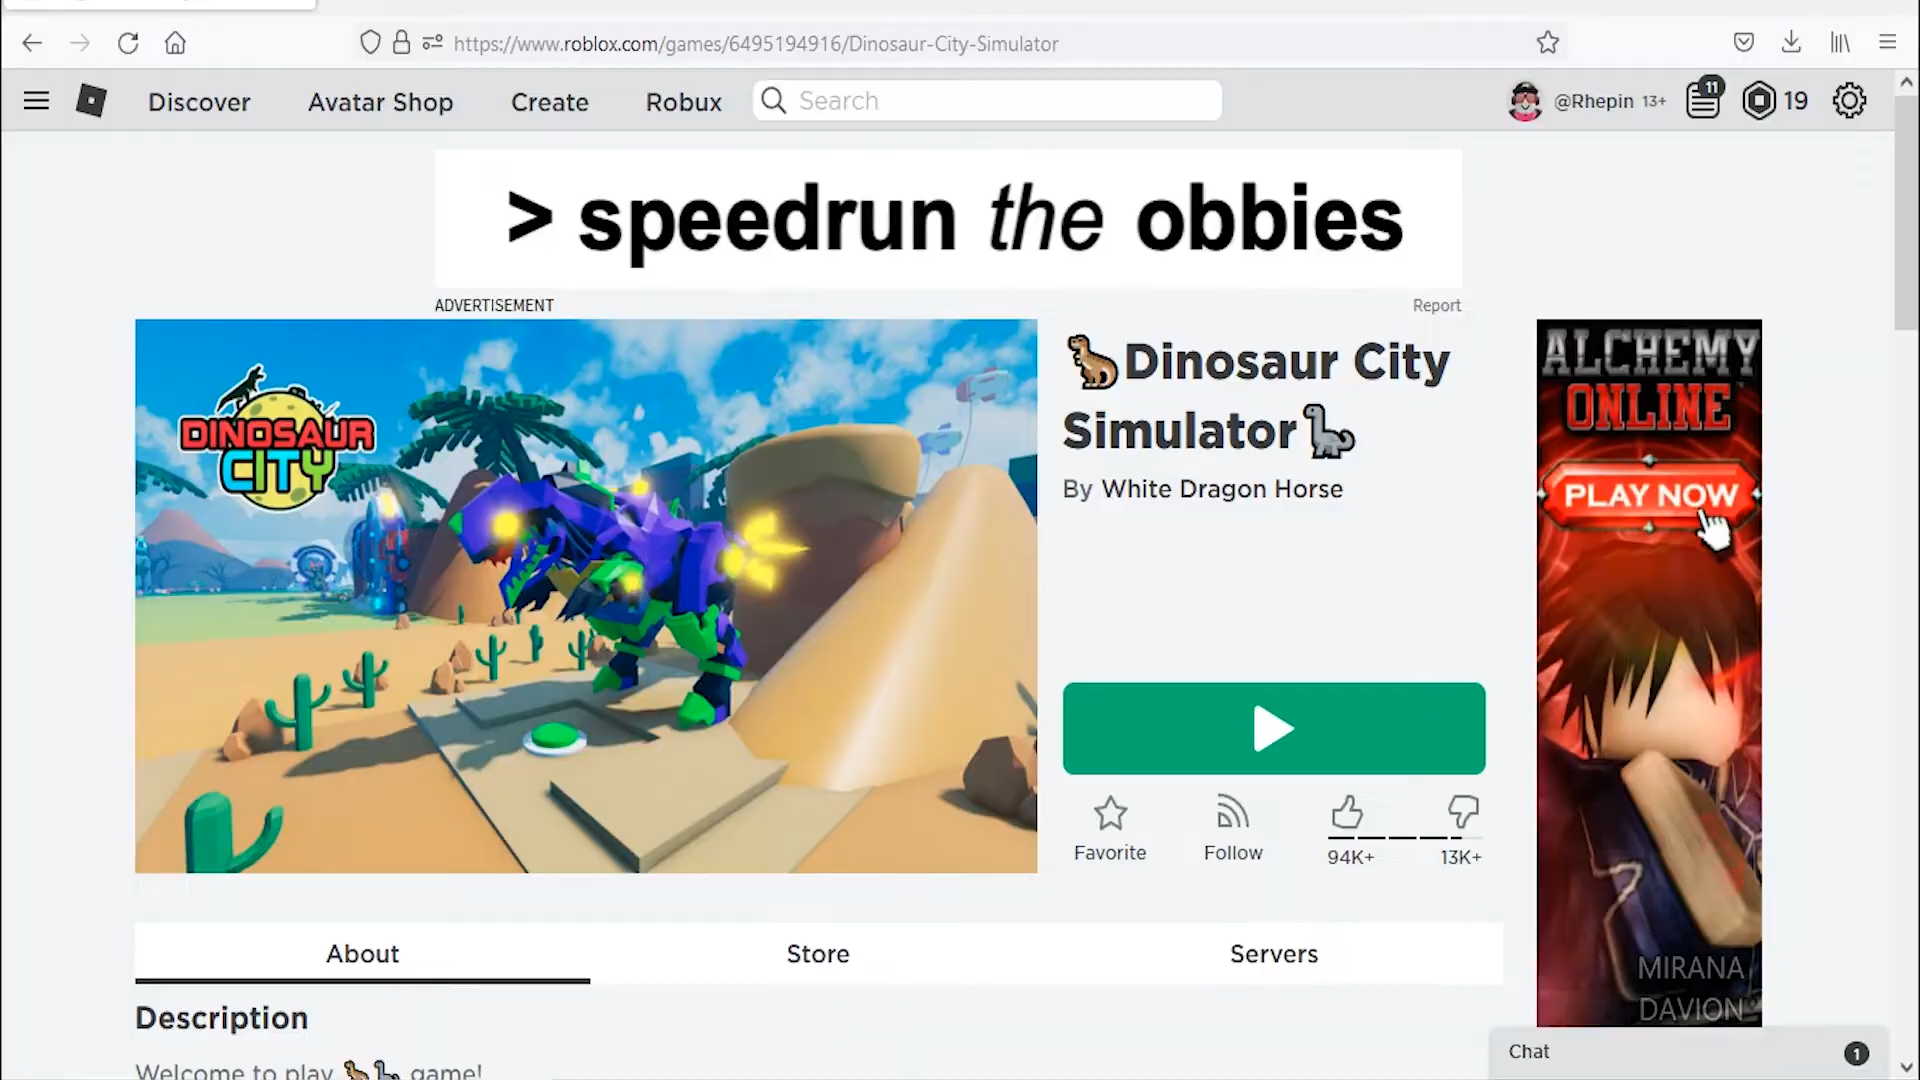 https://www.roblox.com/games/6495194916/Dinosaur-City-Simulator
Discover
Avatar Shop
Create
Robux
Search
@Rhepin 13+
11
19
> speedrun the obbies
ADVERTISEMENT
Report
DINOSAUR
CITY
Dinosaur City
Simulator
By White Dragon Horse
Favorite
Follow
94K+
13K+
ALCHEMY
ONLINE
PLAY NOW
MIRANA
DAVION
About
Store
Servers
Description
Welcome to play game!
Chat
1